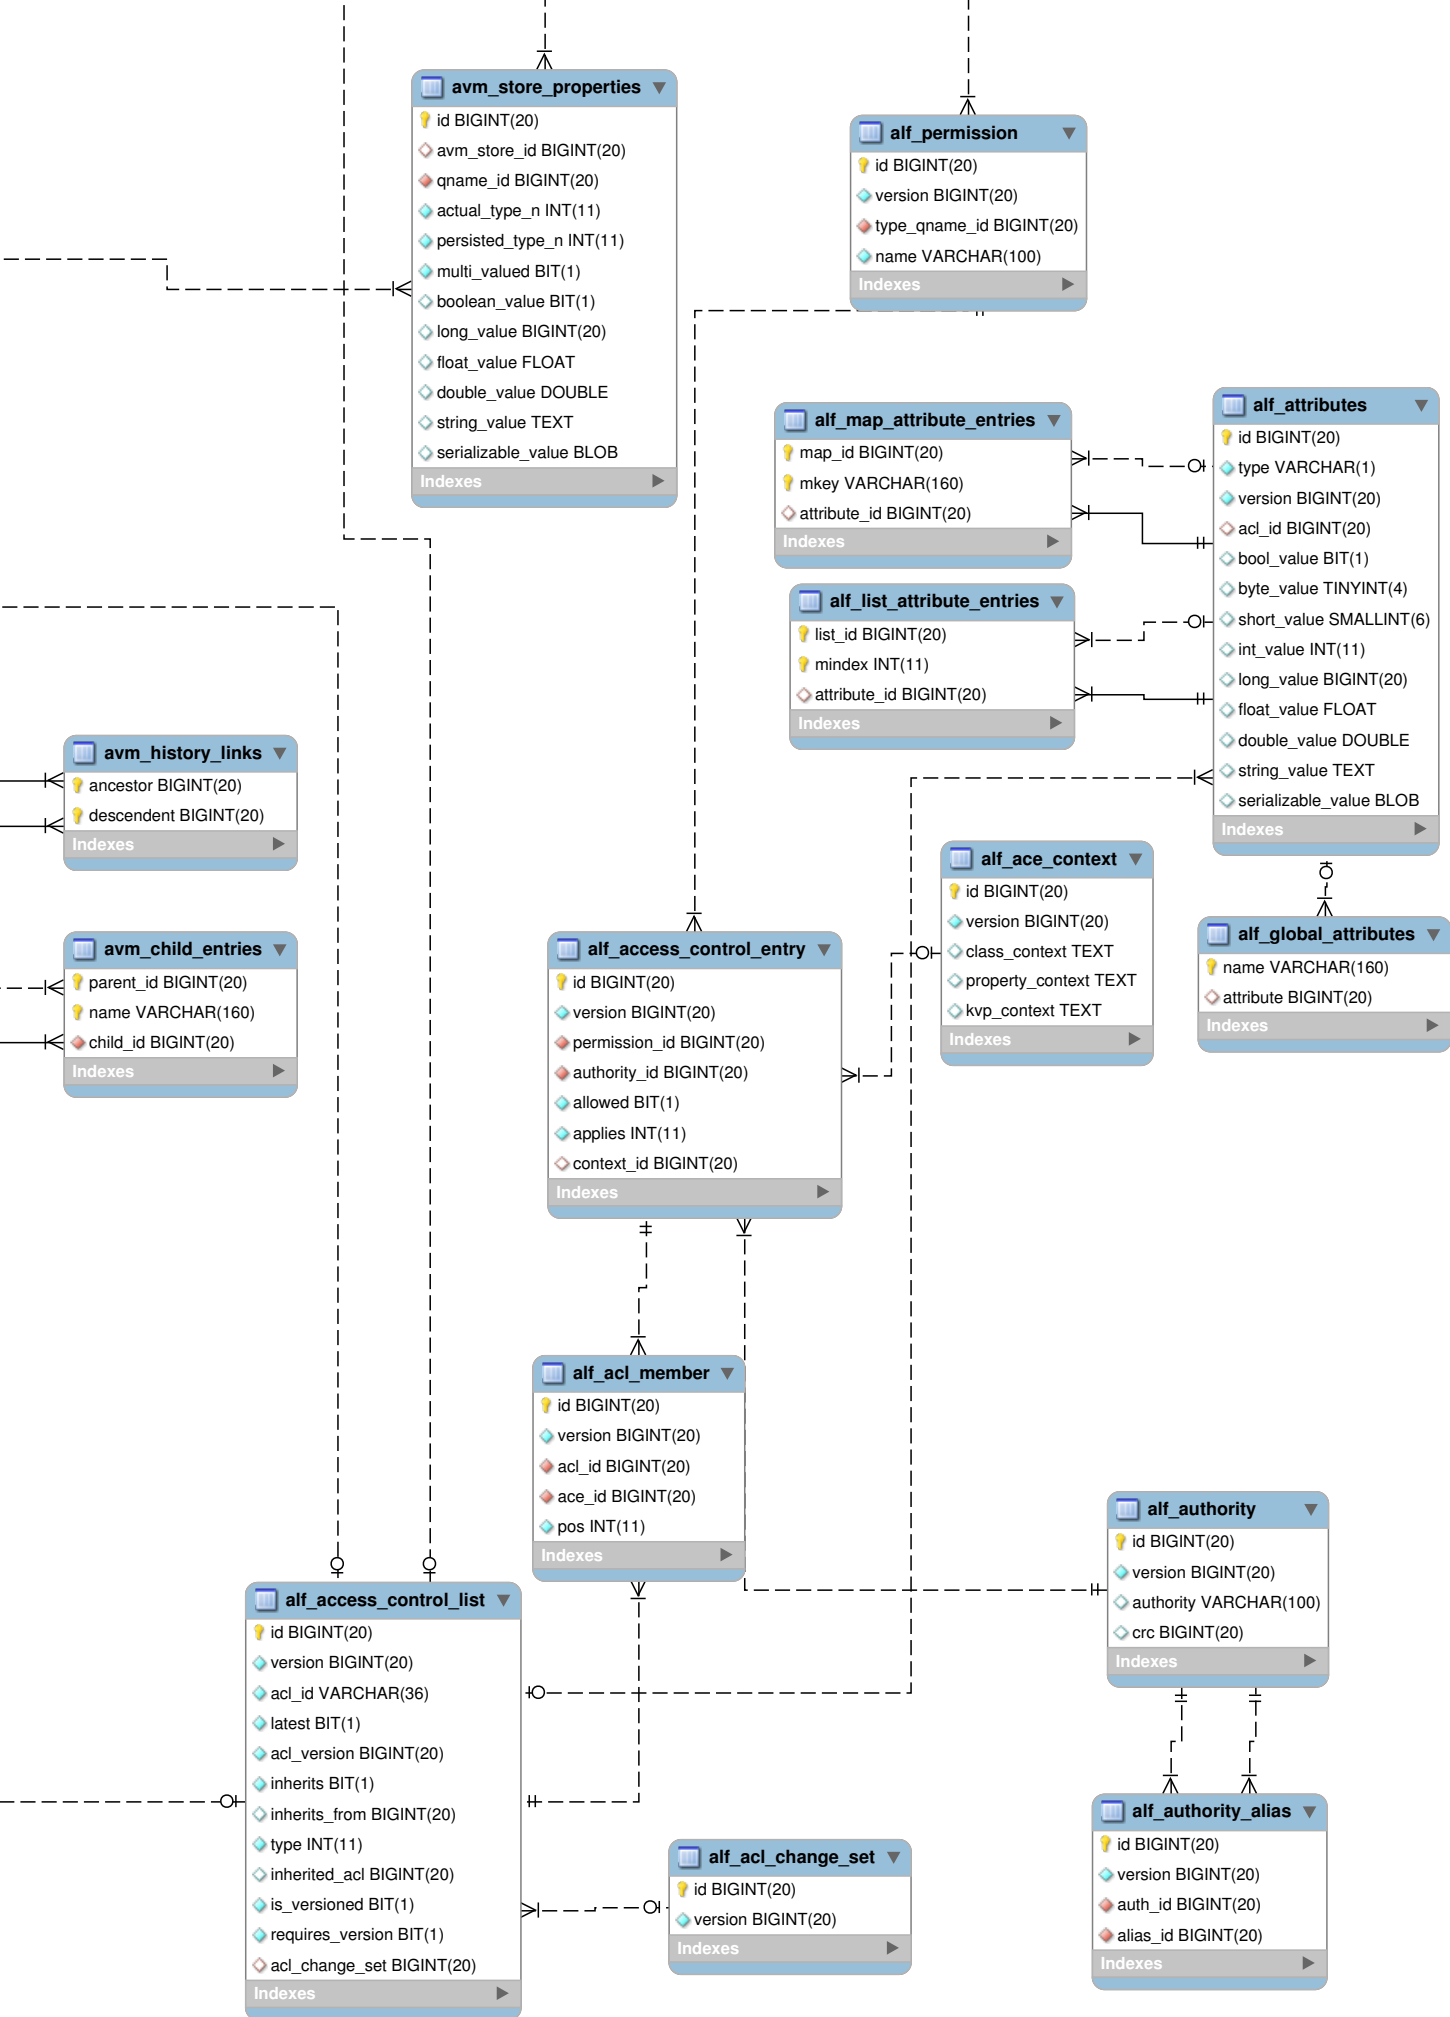 avm_store_properties
id BIGINT(20)
avm_store_id BIGINT(20)
qname_id BIGINT(20)
actual_type_n INT(11)
persisted_type_n INT(11)
multi_valued BIT(1)
boolean_value BIT(1)
long_value BIGINT(20)
float_value FLOAT
double_value DOUBLE
string_value TEXT
serializable_value BLOB
Indexes
alf_permission
id BIGINT(20)
version BIGINT(20)
type_qname_id BIGINT(20)
name VARCHAR(100)
Indexes
alf_map_attribute_entries
map_id BIGINT(20)
mkey VARCHAR(160)
attribute_id BIGINT(20)
Indexes
alf_attributes
id BIGINT(20)
type VARCHAR(1)
version BIGINT(20)
acl_id BIGINT(20)
bool_value BIT(1)
byte_value TINYINT(4)
short_value SMALLINT(6)
int_value INT(11)
long_value BIGINT(20)
float_value FLOAT
double_value DOUBLE
string_value TEXT
serializable_value BLOB
Indexes
alf_list_attribute_entries
list_id BIGINT(20)
mindex INT(11)
attribute_id BIGINT(20)
Indexes
avm_history_links
ancestor BIGINT(20)
descendent BIGINT(20)
Indexes
alf_ace_context
id BIGINT(20)
version BIGINT(20)
class_context TEXT
property_context TEXT
kvp_context TEXT
Indexes
alf_global_attributes
name VARCHAR(160)
attribute BIGINT(20)
Indexes
avm_child_entries
parent_id BIGINT(20)
name VARCHAR(160)
child_id BIGINT(20)
Indexes
alf_access_control_entry
id BIGINT(20)
version BIGINT(20)
permission_id BIGINT(20)
authority_id BIGINT(20)
allowed BIT(1)
applies INT(11)
context_id BIGINT(20)
Indexes
alf_acl_member
id BIGINT(20)
version BIGINT(20)
acl_id BIGINT(20)
ace_id BIGINT(20)
pos INT(11)
Indexes
alf_authority
id BIGINT(20)
version BIGINT(20)
authority VARCHAR(100)
crc BIGINT(20)
Indexes
alf_access_control_list
id BIGINT(20)
version BIGINT(20)
acl_id VARCHAR(36)
latest BIT(1)
acl_version BIGINT(20)
inherits BIT(1)
inherits_from BIGINT(20)
type INT(11)
inherited_acl BIGINT(20)
is_versioned BIT(1)
requires_version BIT(1)
acl_change_set BIGINT(20)
Indexes
alf_acl_change_set
id BIGINT(20)
version BIGINT(20)
Indexes
alf_authority_alias
id BIGINT(20)
version BIGINT(20)
auth_id BIGINT(20)
alias_id BIGINT(20)
Indexes